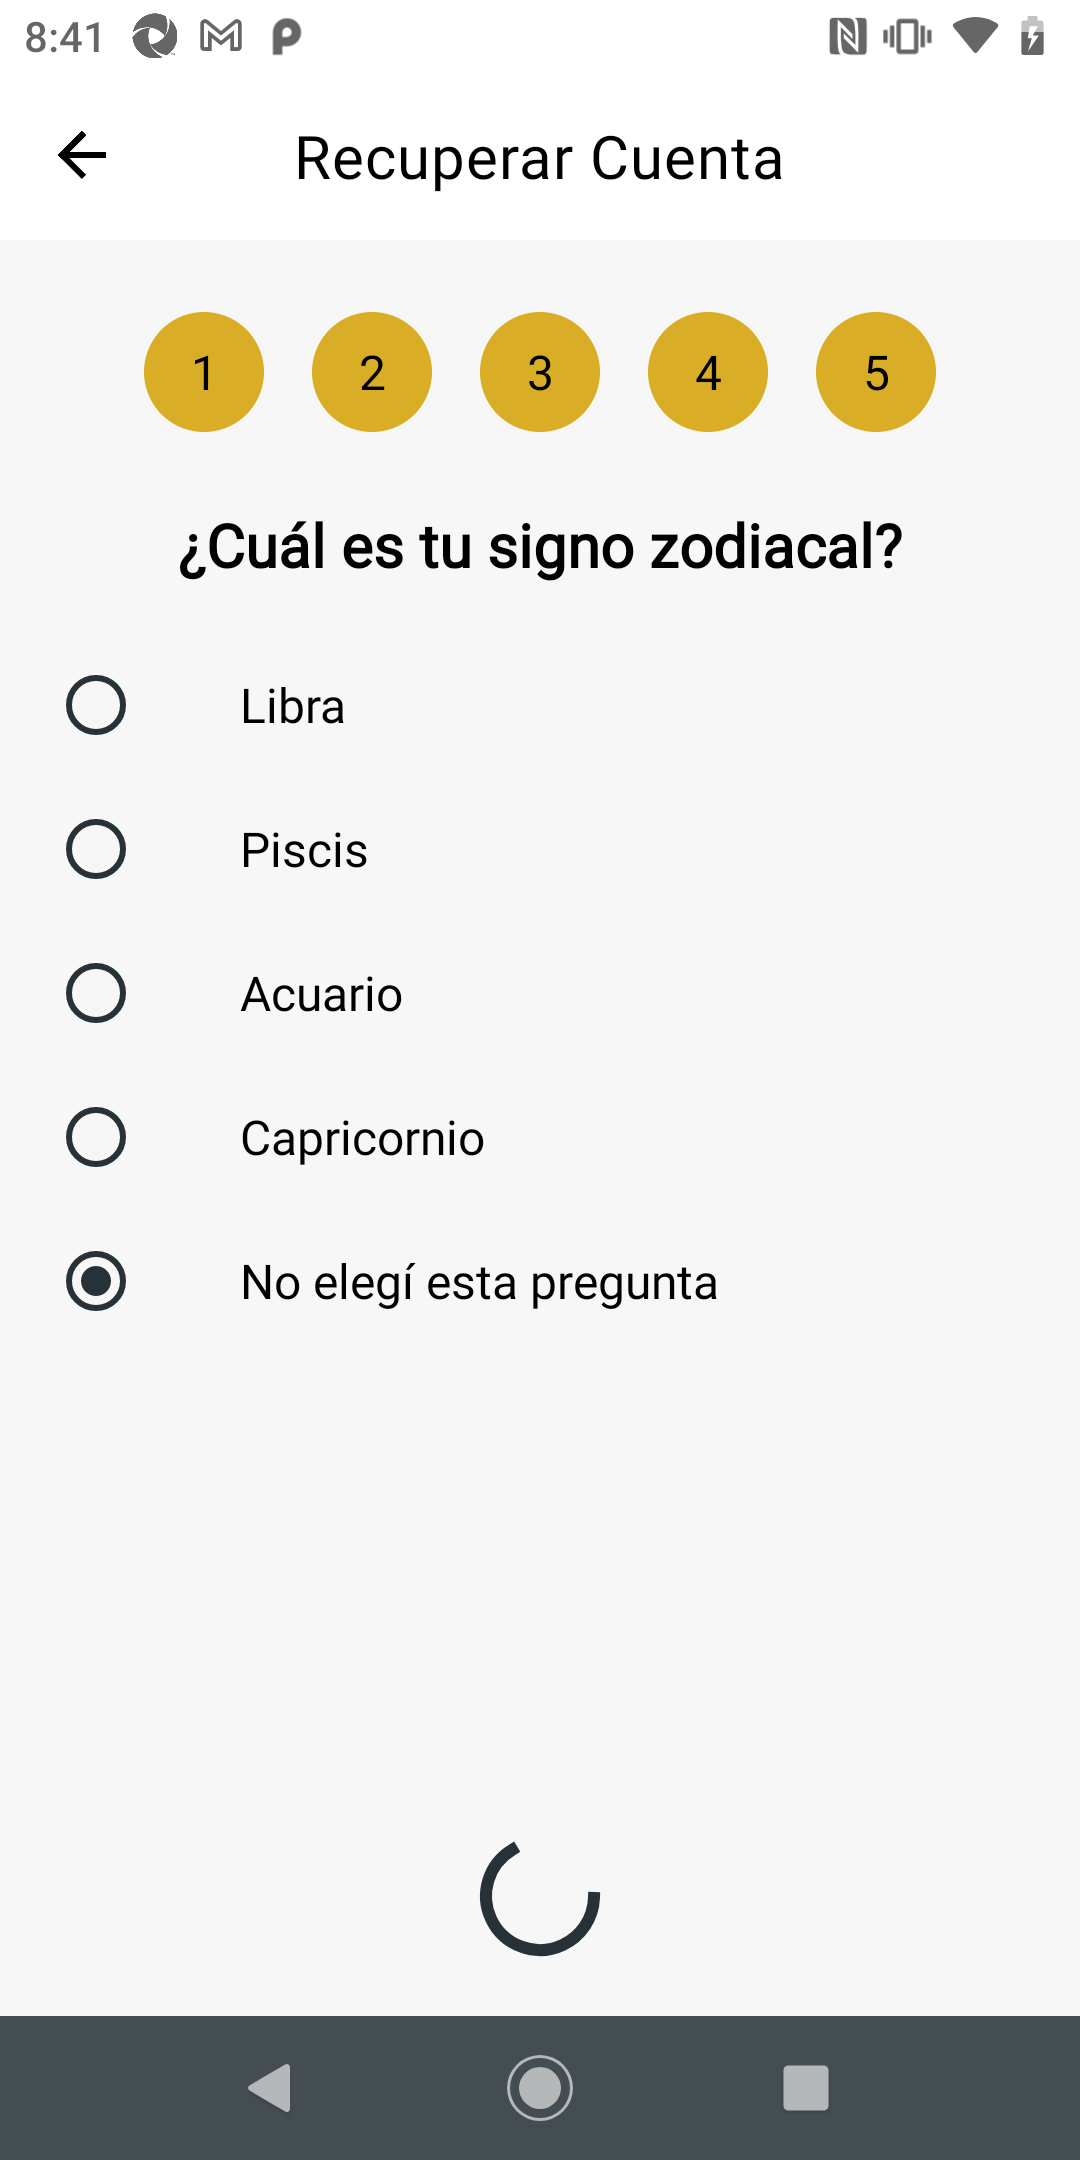 8:41
Recuperar Cuenta
1 2 3 4 5
¿Cuál es tu signo zodiacal?
Libra
Piscis
Acuario
Capricornio
No elegí esta pregunta